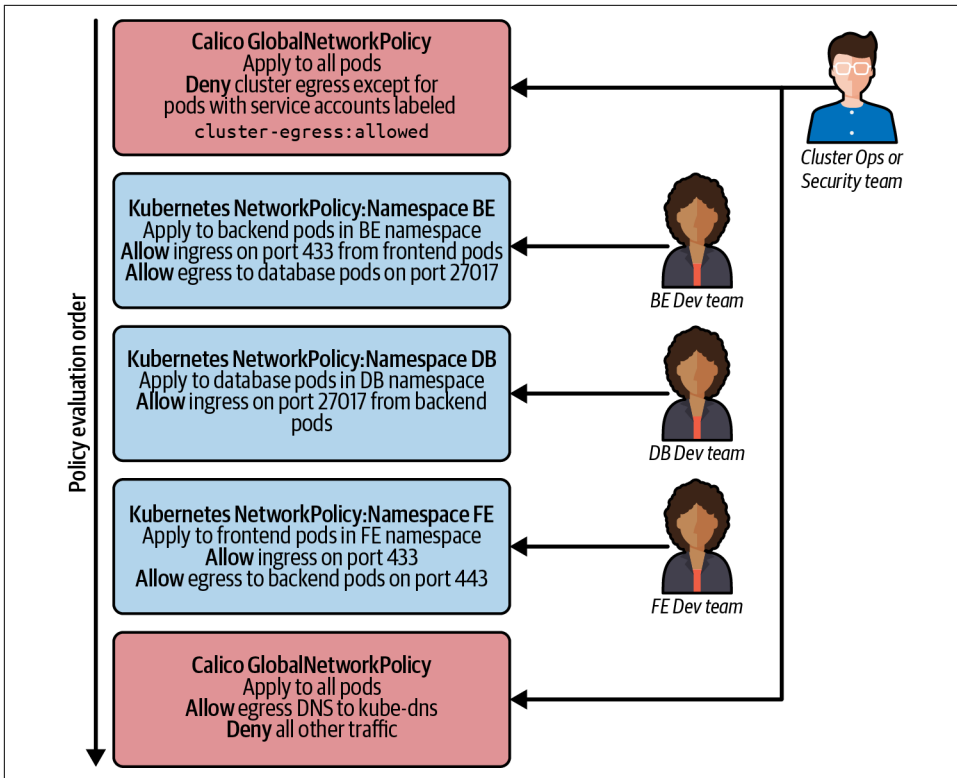 Policy evaluation order
Calico GlobalNetworkPolicy
Apply to all pods
Deny cluster egress except for
pods with service accounts labeled
cluster-egress:allowed
Cluster Ops or
Security team
Kubernetes NetworkPolicy:Namespace BE
Apply to backend pods in BE namespace
Allow ingress on port 433 from frontend pods
Allow egress to database pods on port 27017
BE Dev team
Kubernetes NetworkPolicy:Namespace DB
Apply to database pods in DB namespace
Allow ingress on port 27017 from backend
pods
DB Dev team
Kubernetes NetworkPolicy:Namespace FE
Apply to frontend pods in FE namespace
Allow ingress on port 433
Allow egress to backend pods on port 443
FE Dev team
Calico GlobalNetworkPolicy
Apply to all pods
Allow egress DNS to kube-dns
Deny all other traffic